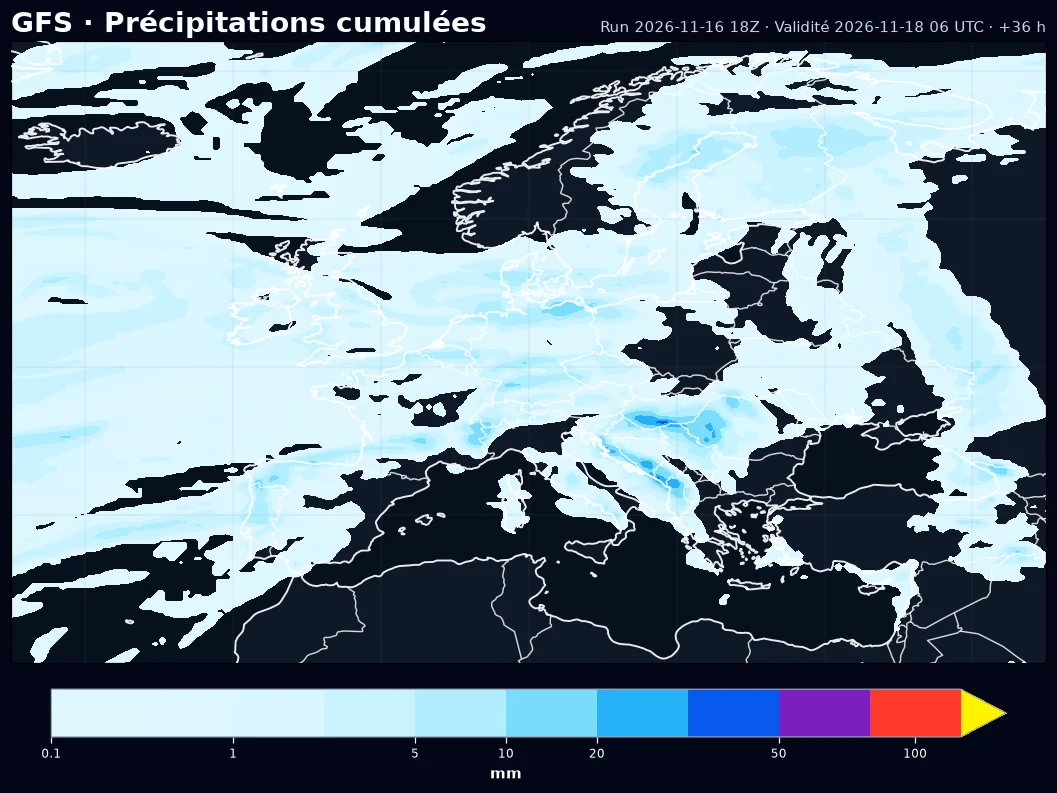 GFS · Précipitations cumulées
Run 2026-11-16 18Z · Validité 2026-11-18 06 UTC · +36 h
0.1 1 5 10 20 50 100
mm